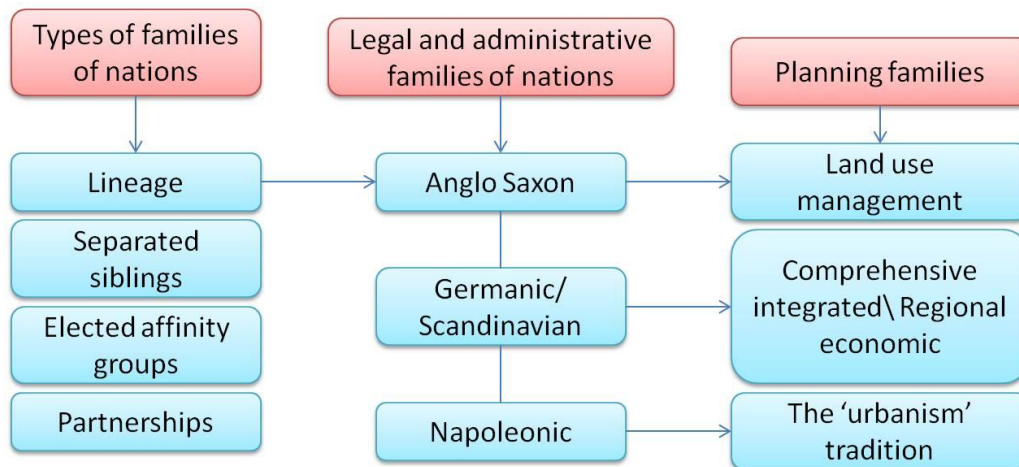 Types of families
of nations
Legal and administrative
families of nations
Planning families
Lineage
Separated
siblings
Elected affinity
groups
Partnerships
Anglo Saxon
Germanic/
Scandinavian
Napoleonic
Land use
management
Comprehensive
integrated\ Regional
economic
The ‘urbanism’
tradition